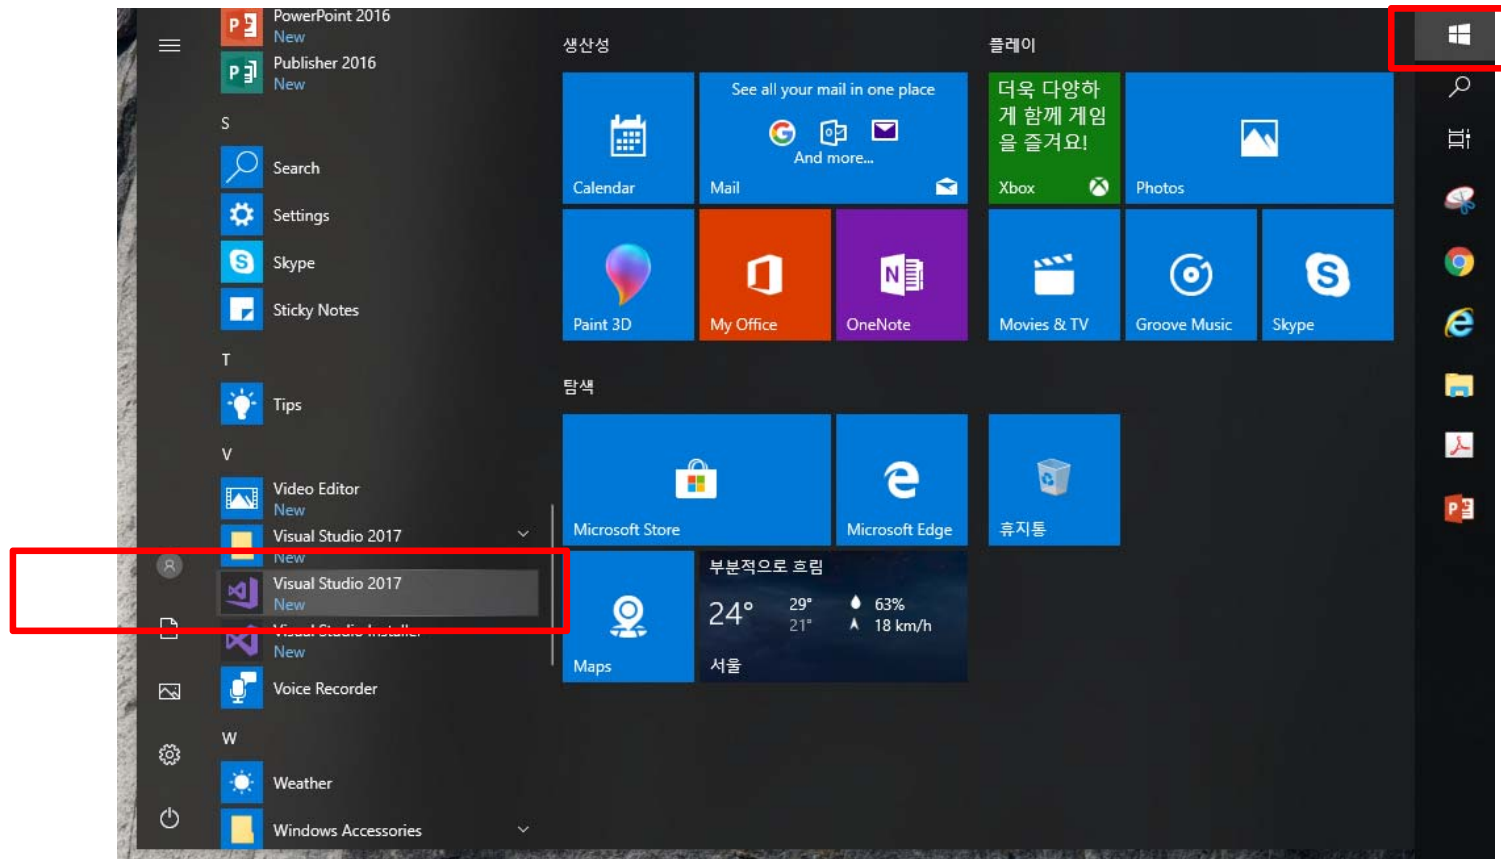 PowerPoint 2016
New
Publisher 2016
New
S
Search
Settings
Skype
Sticky Notes
T
Tips
V
Video Editor
New
Visual Studio 2017
New
Visual Studio 2017
New
Visual Studio Installer
New
Voice Recorder
W
Weather
Windows Accessories
생산성
Calendar
See all your mail in one place
And more...
Mail
Paint 3D
My Office
OneNote
플레이
더욱 다양하
게 함께 게임
을 즐겨요!
Xbox
Photos
Movies & TV
Groove Music
Skype
탐색
Microsoft Store
Microsoft Edge
휴지통
Maps
부분적으로 흐림
24° 29° 63%
21° 18 km/h
서울